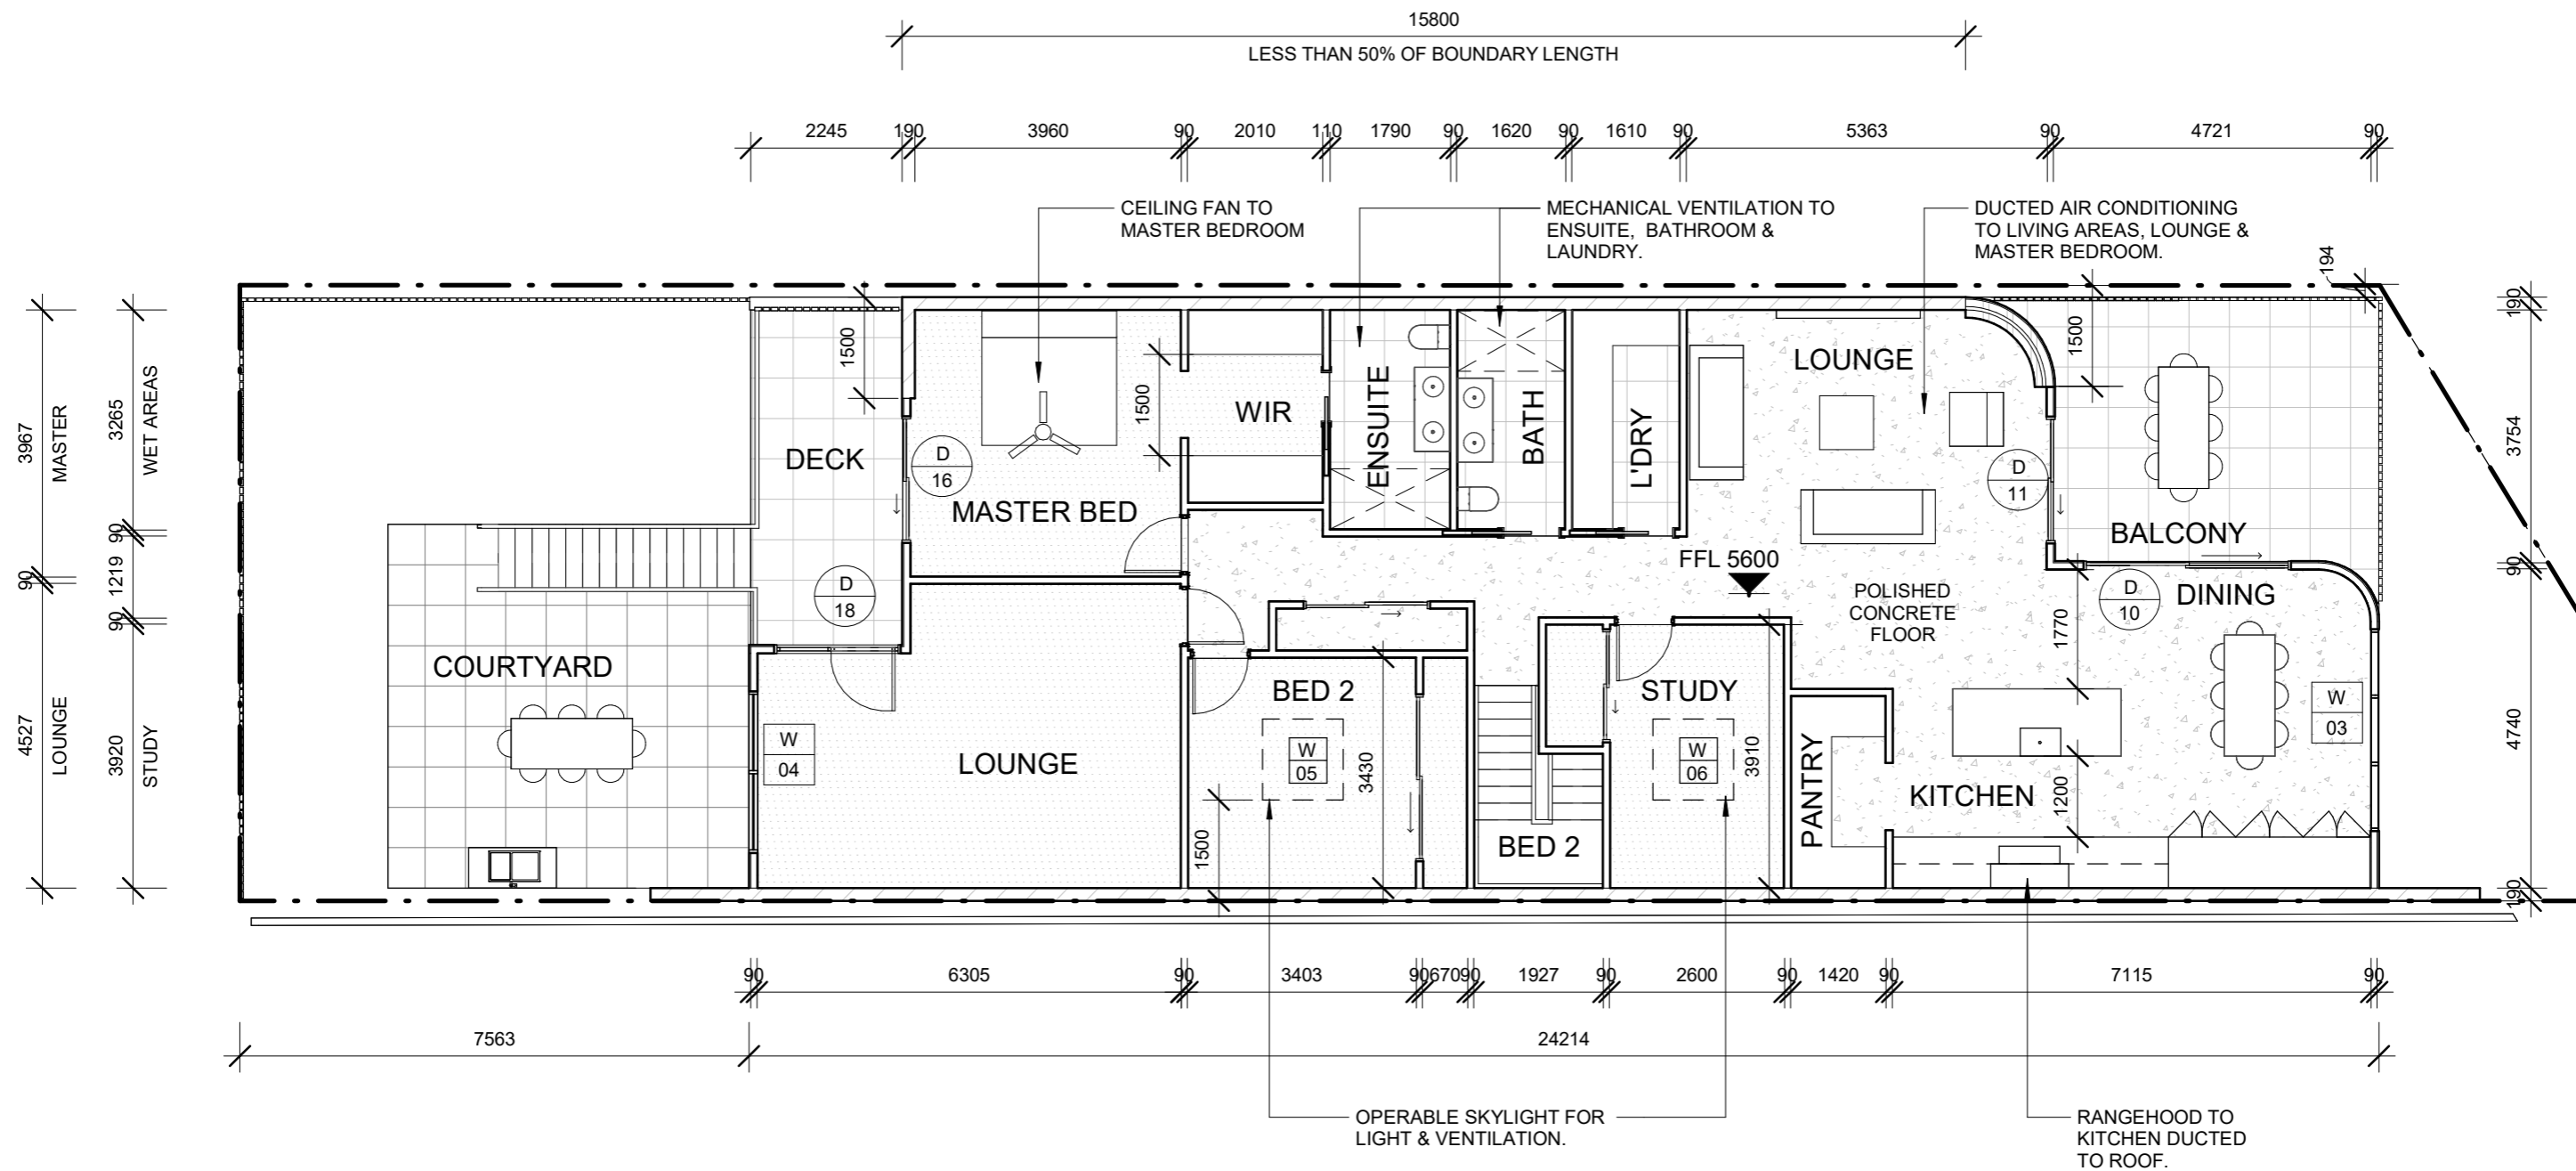 15800
LESS THAN 50% OF BOUNDARY LENGTH
2245 190 3960 90 2010 110 1790 90 1620 90 1610 90 5363 90 4721 90
CEILING FAN TO
MASTER BEDROOM
MECHANICAL VENTILATION TO
ENSUITE, BATHROOM &
LAUNDRY.
DUCTED AIR CONDITIONING
TO LIVING AREAS, LOUNGE &
MASTER BEDROOM.
194
3967
MASTER
90
4527
LOUNGE
3265
WET AREAS
90
1219
90
3920
STUDY
1500
DECK
D
16
MASTER BED
1500
WIR
ENSUITE
BATH
L'DRY
LOUNGE
D
11
1500
BALCONY
190
3754
90
4740
190
D
18
FFL 5600
POLISHED
CONCRETE
FLOOR
D
10
DINING
1770
COURTYARD
W
04
LOUNGE
BED 2
W
05
3430
1500
BED 2
STUDY
W
06
3910
PANTRY
KITCHEN
1200
W
03
90 6305 90 3403 90 670 90 1927 90 2600 90 1420 90 7115 90
7563 24214
OPERABLE SKYLIGHT FOR
LIGHT & VENTILATION.
RANGEHOOD TO
KITCHEN DUCTED
TO ROOF.